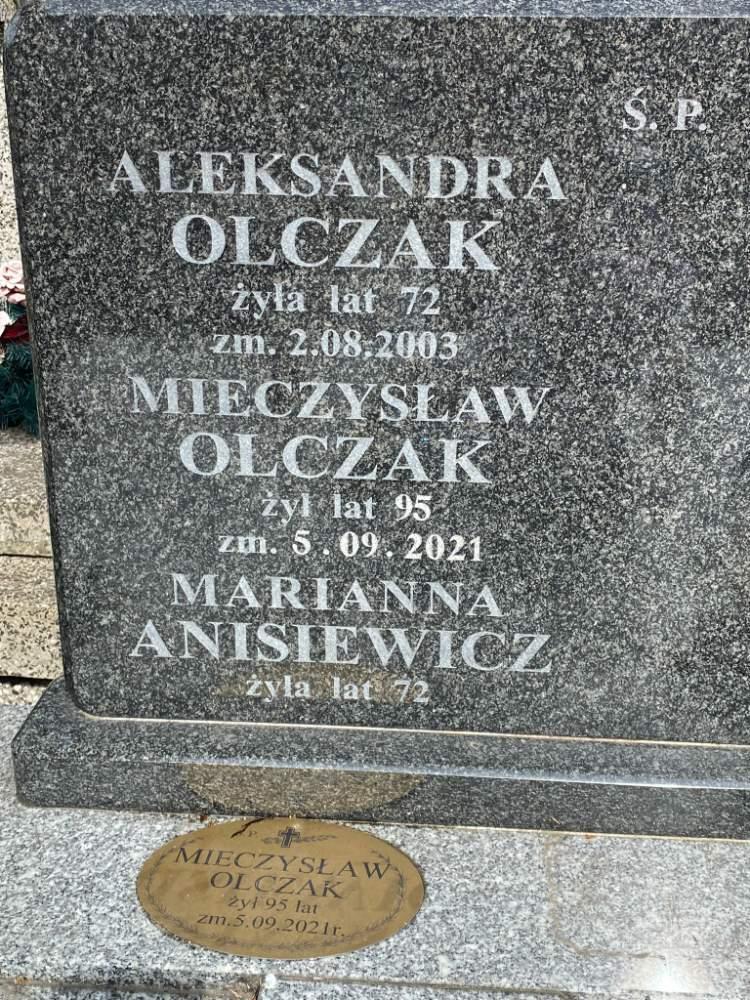 Ś. P.
ALEKSANDRA
OLCZAK
żyła lat 72
zm. 2.08.2003
MIECZYSŁAW
OLCZAK
żył lat 95
zm. 5.09.2021
MARIANNA
ANISIEWICZ
żyła lat 72
P.
MIECZYSŁAW
OLCZAK
żył 95 lat
zm.5.09.2021r.